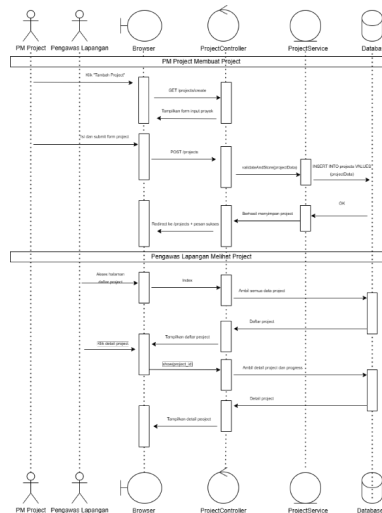 PM Project Pengawas Lapangan Browser ProjectController ProjectService Database
PM Project Membuat Project
Klik "Tambah Project"
GET /projects/create
Tampilkan form input proyek
Isi dan submit form project
POST /projects
validateAndStore(projectData)
INSERT INTO projects VALUES
(projectData)
OK
Berhasil menyimpan project
Redirect ke /projects + pesan sukses
Pengawas Lapangan Melihat Project
Akses halaman
daftar project
Index
Ambil semua data project
Daftar project
Tampilkan daftar project
Klik detail project
show(project_id)
Ambil detail project dan progress
Detail project
Tampilkan detail project
PM Project Pengawas Lapangan Browser ProjectController ProjectService Database